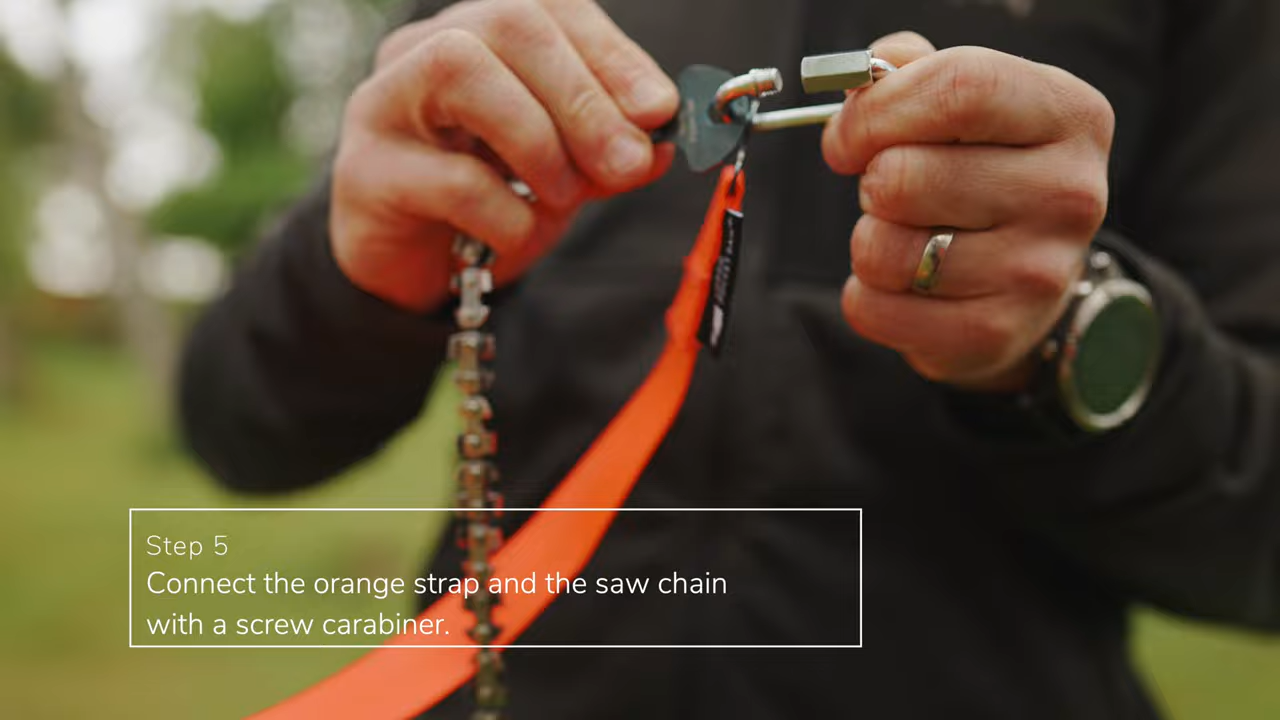 Step 5
Connect the orange strap and the saw chain
with a screw carabiner.